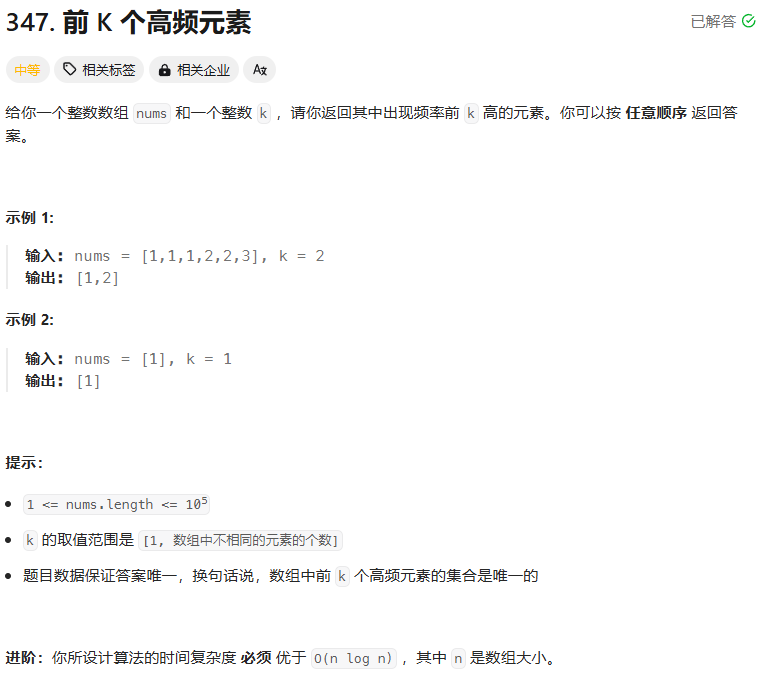 347. 前 K 个高频元素
已解答
中等 相关标签 相关企业 Az
给你一个整数数组 nums 和一个整数 k ，请你返回其中出现频率前 k 高的元素。你可以按 任意顺序 返回答
案。
示例 1:
输入: nums = [1,1,1,2,2,3], k = 2
输出: [1,2]
示例 2:
输入: nums = [1], k = 1
输出: [1]
提示：
• 1 <= nums.length <= 10⁵
• k 的取值范围是 [1, 数组中不相同的元素的个数]
• 题目数据保证答案唯一，换句话说，数组中前 k 个高频元素的集合是唯一的
进阶：你所设计算法的时间复杂度 必须 优于 O(n log n) ，其中 n 是数组大小。